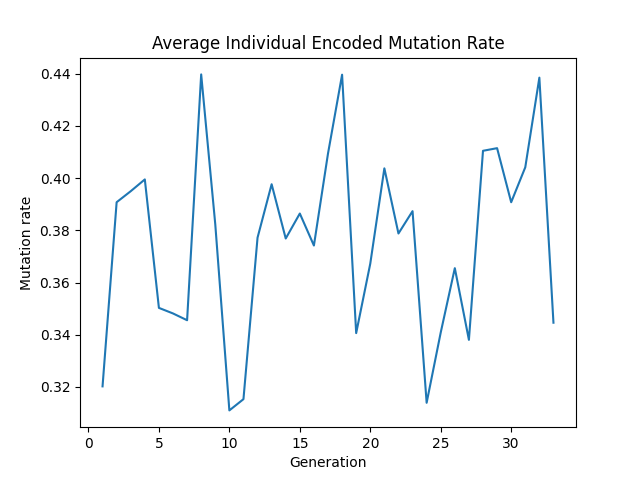 Average Individual Encoded Mutation Rate
0.44
0.42
0.40
0.38
0.36
0.34
0.32
Mutation rate
0 5 10 15 20 25 30
Generation